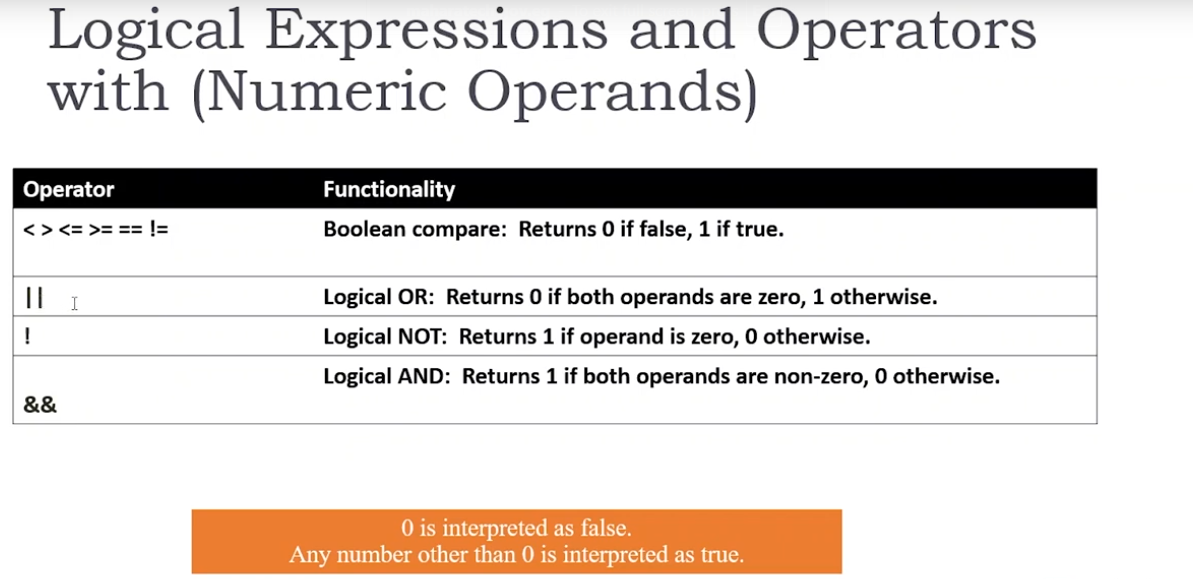 Logical Expressions and Operators
with (Numeric Operands)
Operator Functionality
< > <= >= == != Boolean compare: Returns 0 if false, 1 if true.
|| Logical OR: Returns 0 if both operands are zero, 1 otherwise.
! Logical NOT: Returns 1 if operand is zero, 0 otherwise.
Logical AND: Returns 1 if both operands are non-zero, 0 otherwise.
&&
0 is interpreted as false.
Any number other than 0 is interpreted as true.